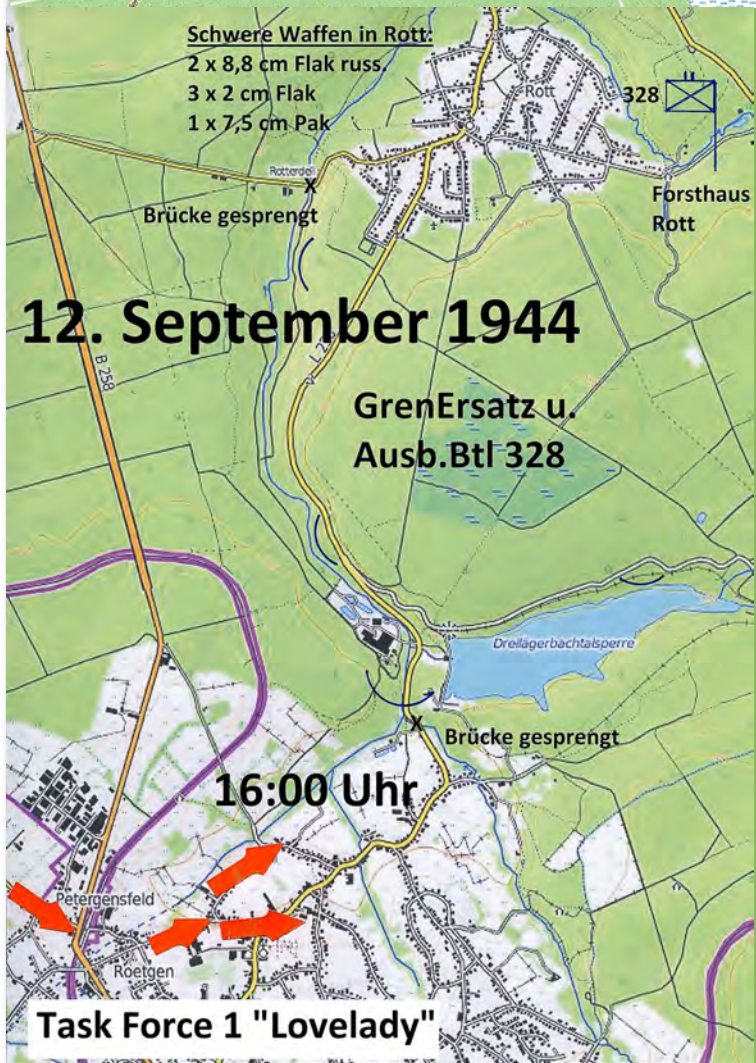 Schwere Waffen in Rott:
2 x 8,8 cm Flak russ.
3 x 2 cm Flak
1 x 7,5 cm Pak
Rott
328
Forsthaus
Rott
Rotterdell
Brücke gesprengt
12. September 1944
B 258
GrenErsatz u.
Ausb.Btl 328
Dreilägerbachtalsperre
Brücke gesprengt
16:00 Uhr
Petergensfeld
Roetgen
Task Force 1 "Lovelady"